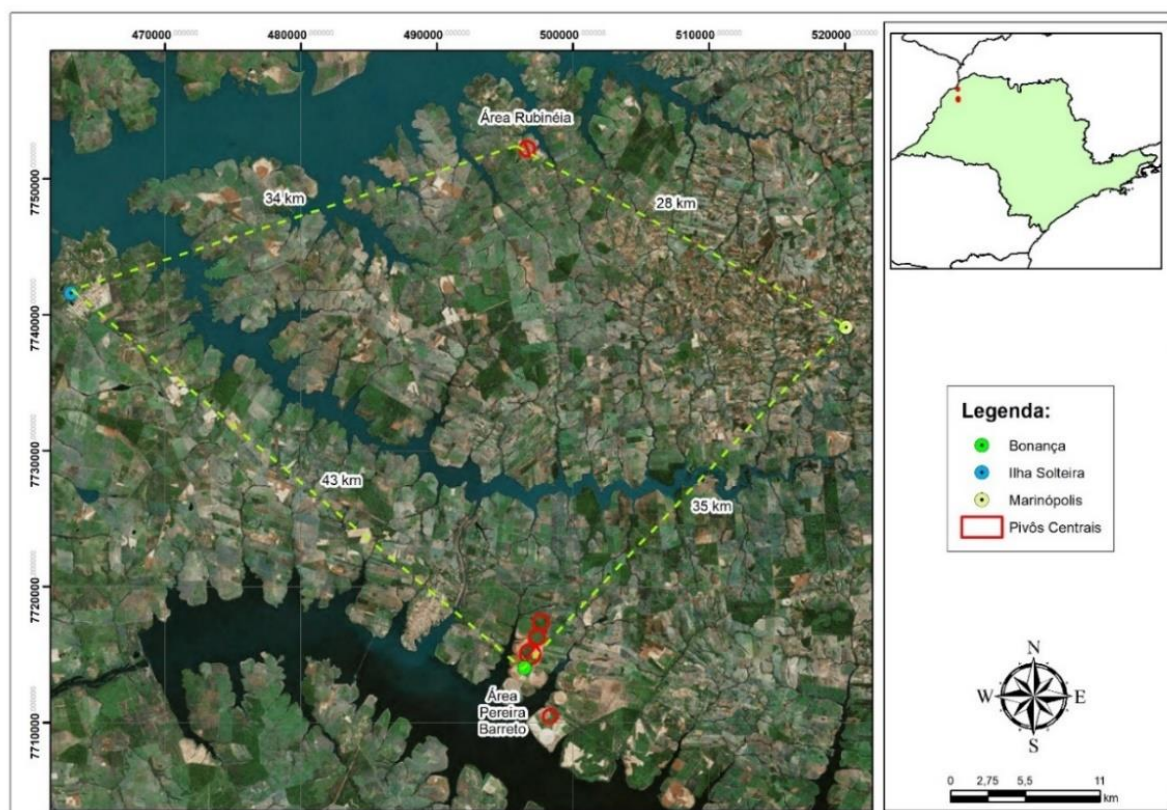 470000
480000
490000
500000
510000
520000
Área Rubinéia
7750000
34 km
28 km
7740000
7730000
43 km
35 km
7720000
Área
Pereira
Barreto
7710000
Legenda:
Bonança
Ilha Solteira
Marinópolis
Pivôs Centrais
N
W
E
S
0
2,75
5,5
11
km